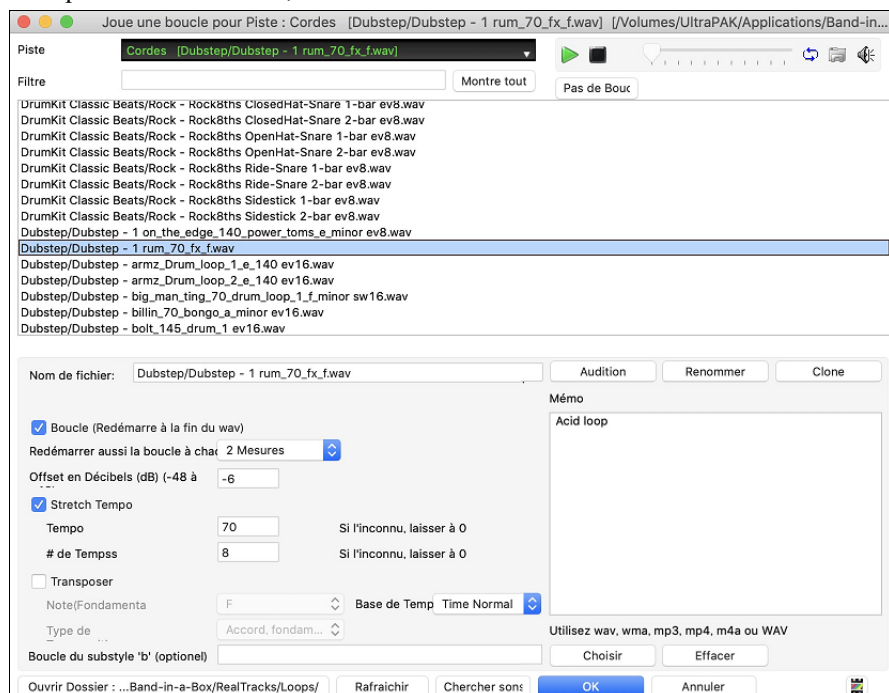 Joue une boucle pour Piste : Cordes [Dubstep/Dubstep - 1 rum_70_fx_f.wav] [/Volumes/UltraPAK/Applications/Band-in...
Piste Cordes [Dubstep/Dubstep - 1 rum_70_fx_f.wav]
Filtre Montre tout Pas de Bouc
DrumKit Classic Beats/Rock - Rock8ths ClosedHat-Snare 1-bar ev8.wav
DrumKit Classic Beats/Rock - Rock8ths ClosedHat-Snare 2-bar ev8.wav
DrumKit Classic Beats/Rock - Rock8ths OpenHat-Snare 1-bar ev8.wav
DrumKit Classic Beats/Rock - Rock8ths OpenHat-Snare 2-bar ev8.wav
DrumKit Classic Beats/Rock - Rock8ths Ride-Snare 1-bar ev8.wav
DrumKit Classic Beats/Rock - Rock8ths Ride-Snare 2-bar ev8.wav
DrumKit Classic Beats/Rock - Rock8ths Sidestick 1-bar ev8.wav
DrumKit Classic Beats/Rock - Rock8ths Sidestick 2-bar ev8.wav
Dubstep/Dubstep - 1 on_the_edge_140_power_toms_e_minor ev8.wav
Dubstep/Dubstep - 1 rum_70_fx_f.wav
Dubstep/Dubstep - armz_Drum_loop_1_e_140 ev16.wav
Dubstep/Dubstep - armz_Drum_loop_2_e_140 ev16.wav
Dubstep/Dubstep - big_man_ting_70_drum_loop_1_f_minor sw16.wav
Dubstep/Dubstep - billin_70_bongo_a_minor ev16.wav
Dubstep/Dubstep - bolt_145_drum_1 ev16.wav
Nom de fichier: Dubstep/Dubstep - 1 rum_70_fx_f.wav Audition Renommer Clone
Mémo
Acid loop
Boucle (Redémarre à la fin du wav)
Redémarrer aussi la boucle à cha 2 Mesures
Offset en Décibels (dB) (-48 à -6
Stretch Tempo
Tempo 70 Si l'inconnu, laisser à 0
# de Tempss 8 Si l'inconnu, laisser à 0
Transposer
Note(Fondamenta F Base de Temp Time Normal
Type de Accord, fondam... Utilisez wav, wma, mp3, mp4, m4a ou WAV
Boucle du substyle 'b' (optionel) Choisir Effacer
Ouvrir Dossier : ...Band-in-a-Box/RealTracks/Loops/ Rafraichir Chercher sons OK Annuler